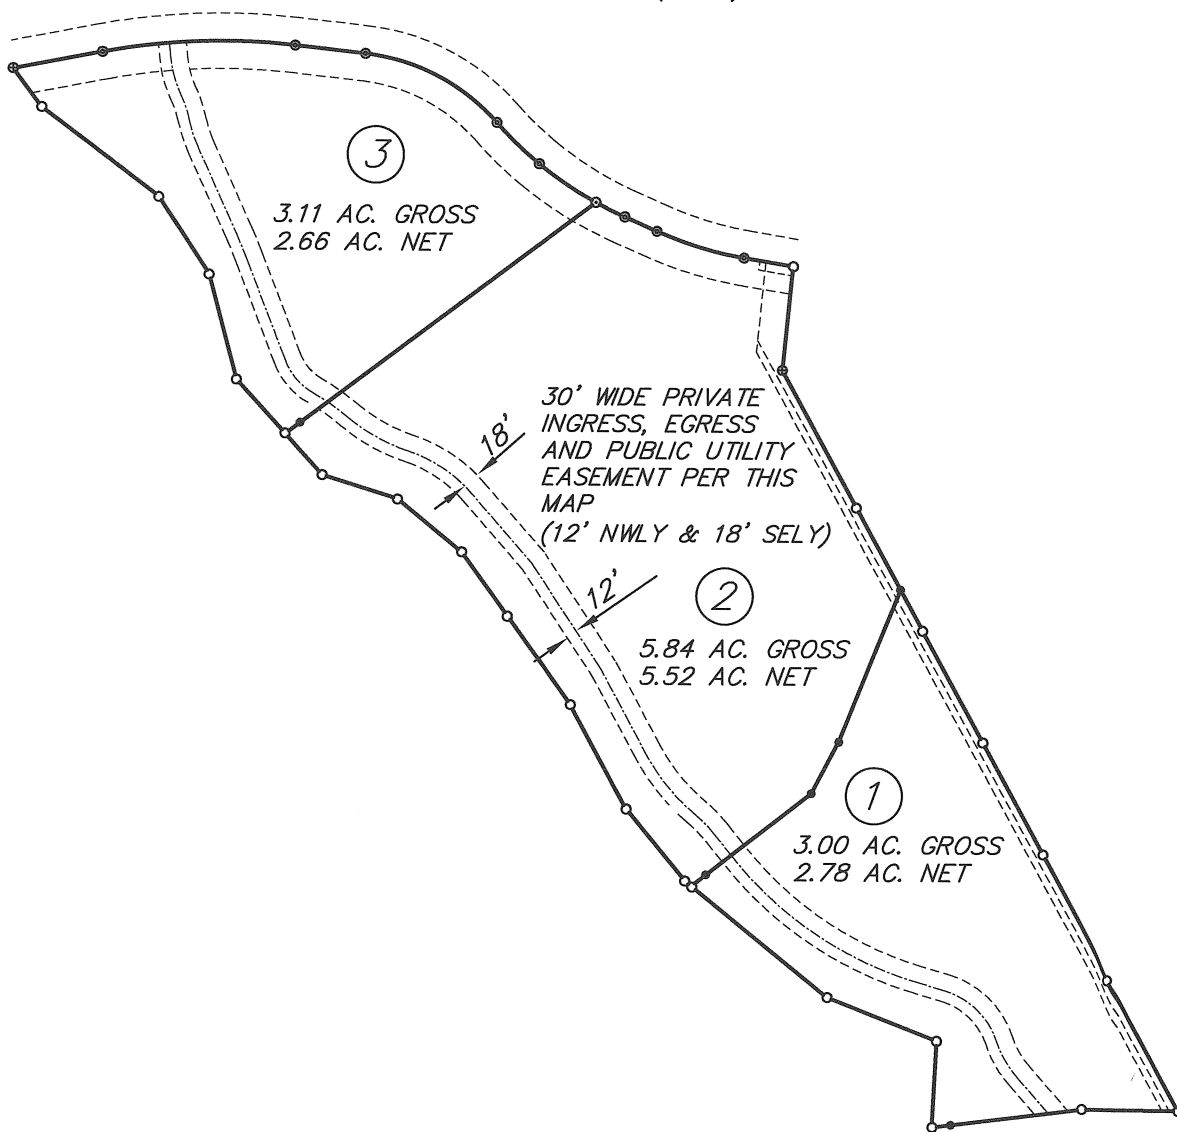 3
3.11 AC. GROSS
2.66 AC. NET
30' WIDE PRIVATE
INGRESS, EGRESS
AND PUBLIC UTILITY
EASEMENT PER THIS
MAP
(12' NWLY & 18' SELY)
18'
12'
2
5.84 AC. GROSS
5.52 AC. NET
1
3.00 AC. GROSS
2.78 AC. NET